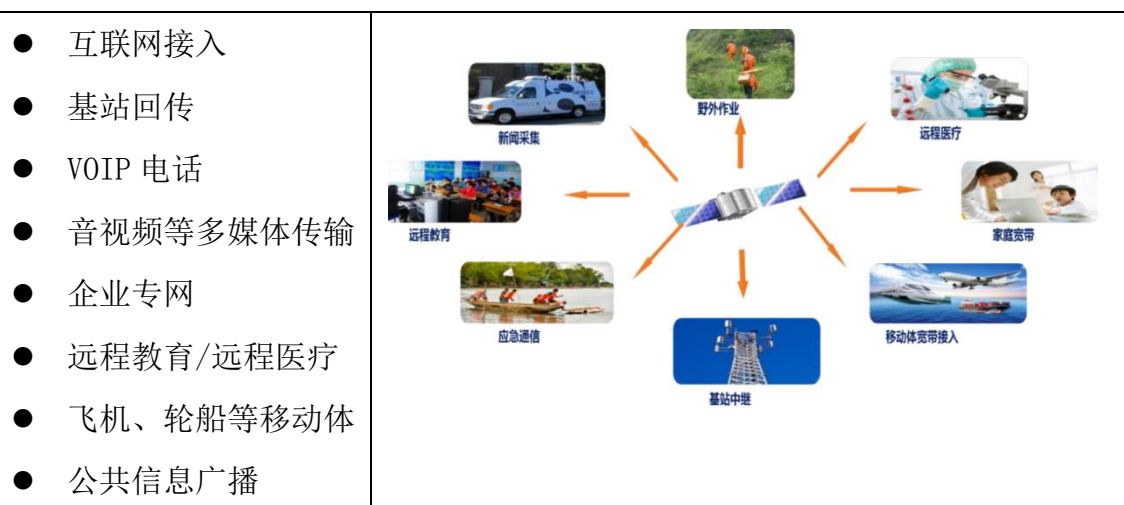 ● 互联网接入
● 基站回传
● VOIP 电话
● 音视频等多媒体传输
● 企业专网
● 远程教育/远程医疗
● 飞机、轮船等移动体
● 公共信息广播
野外作业
新闻采集
远程医疗
远程教育
家庭宽带
应急通信
移动体宽带接入
基站中继